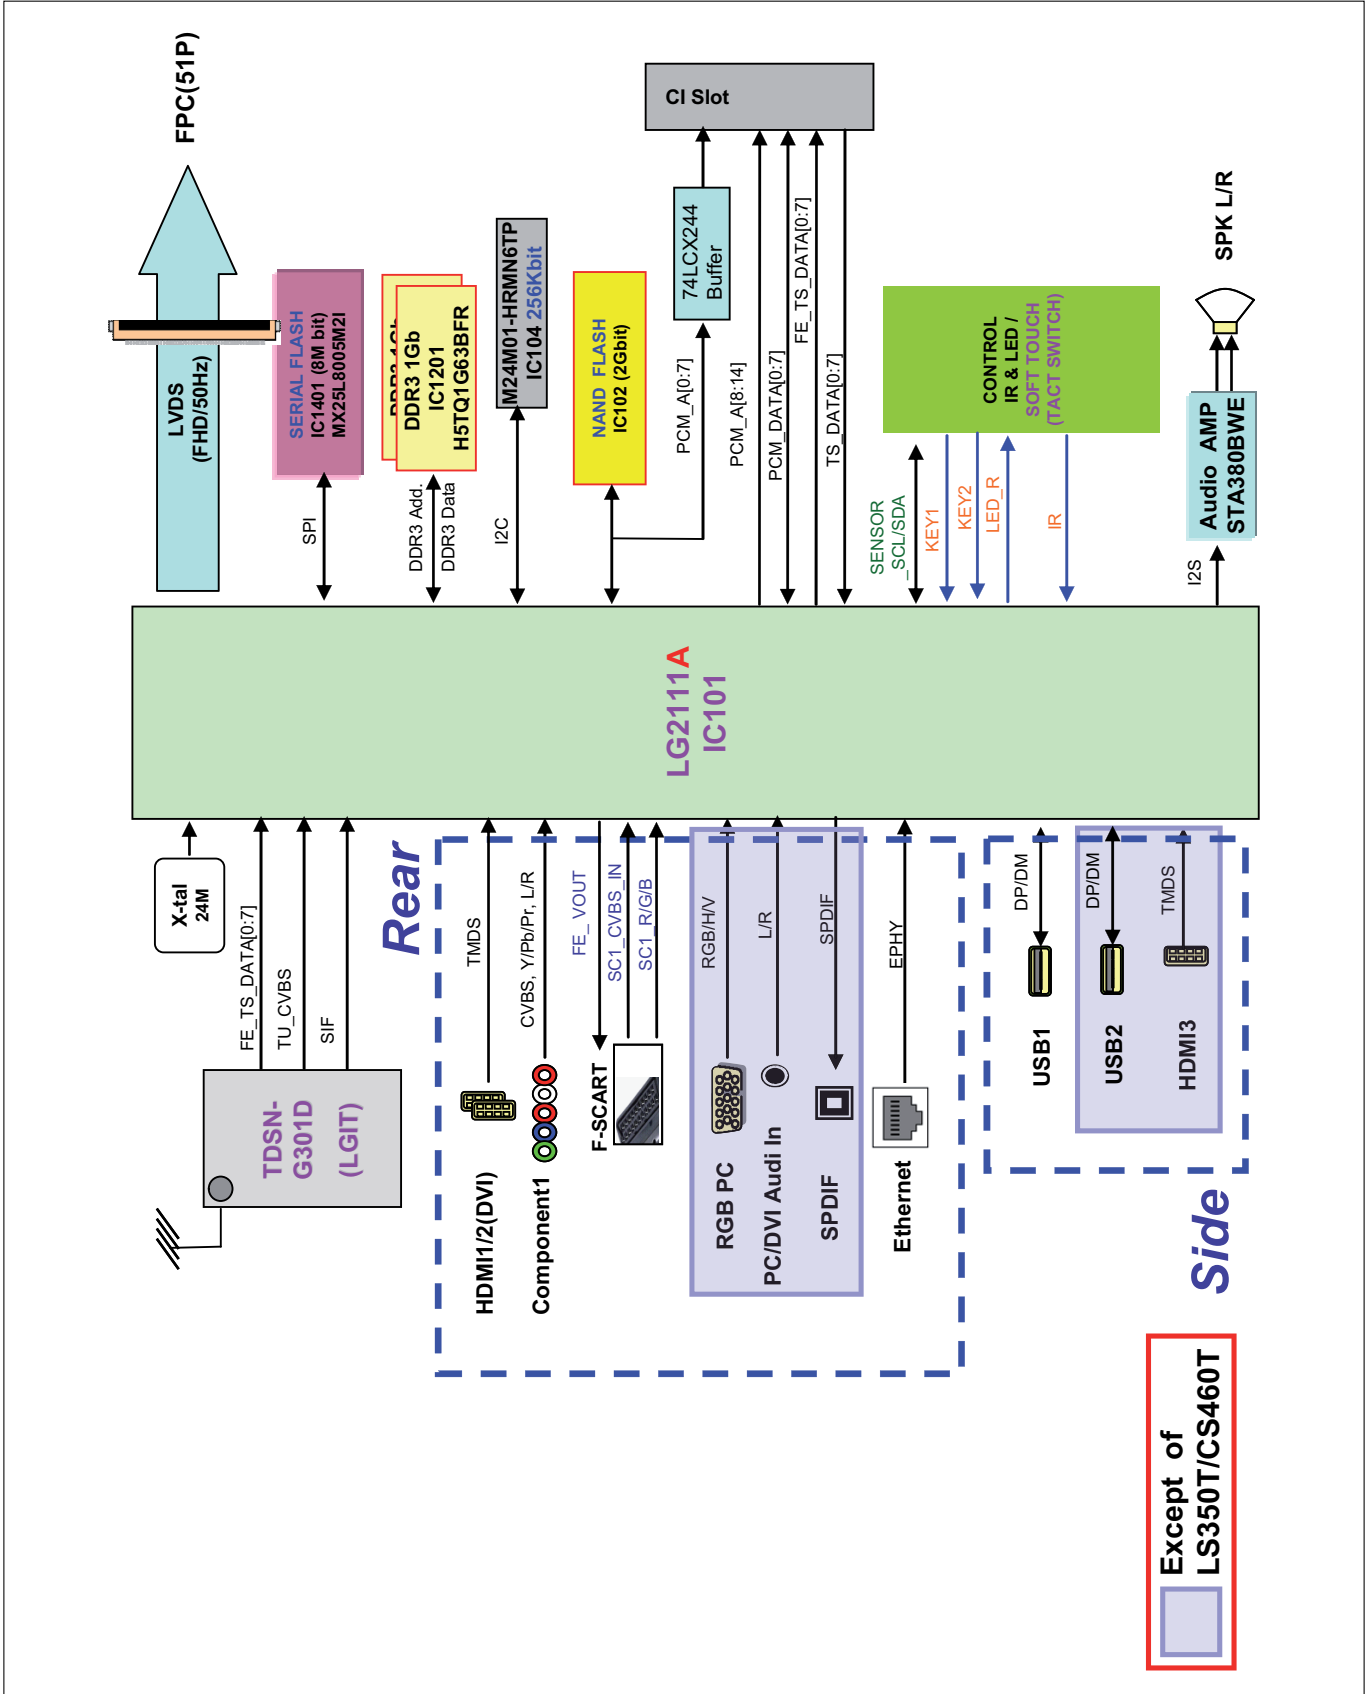 X-tal
24M
TDSN-
G301D
(LGIT)
FE_TS_DATA[0:7]
TU_CVBS
SIF
Rear
HDMI1/2(DVI)
TMDS
Component1
CVBS, Y/Pb/Pr, L/R
F-SCART
FE_VOUT
SC1_CVBS_IN
SC1_R/G/B
RGB PC
RGB/H/V
PC/DVI Audi In
L/R
SPDIF
SPDIF
Ethernet
EPHY
USB1
DP/DM
USB2
DP/DM
HDMI3
TMDS
Side
Except of
LS350T/CS460T
LG2111A
IC101
LVDS
(FHD/50Hz)
FPC(51P)
SPI
SERIAL FLASH
IC1401 (8M bit)
MX25L8005M2I
DDR3 Add.
DDR3 Data
DDR3 1Gb
DDR3 1Gb
IC1201
H5TQ1G63BFR
I2C
M24M01-HRMN6TP
IC104 256Kbit
NAND FLASH
IC102 (2Gbit)
PCM_A[0:7]
74LCX244
Buffer
CI Slot
PCM_A[8:14]
PCM_DATA[0:7]
FE_TS_DATA[0:7]
TS_DATA[0:7]
SENSOR
_SCL/SDA
KEY1
KEY2
LED_R
IR
CONTROL
IR & LED /
SOFT TOUCH
(TACT SWITCH)
I2S
Audio AMP
STA380BWE
SPK L/R